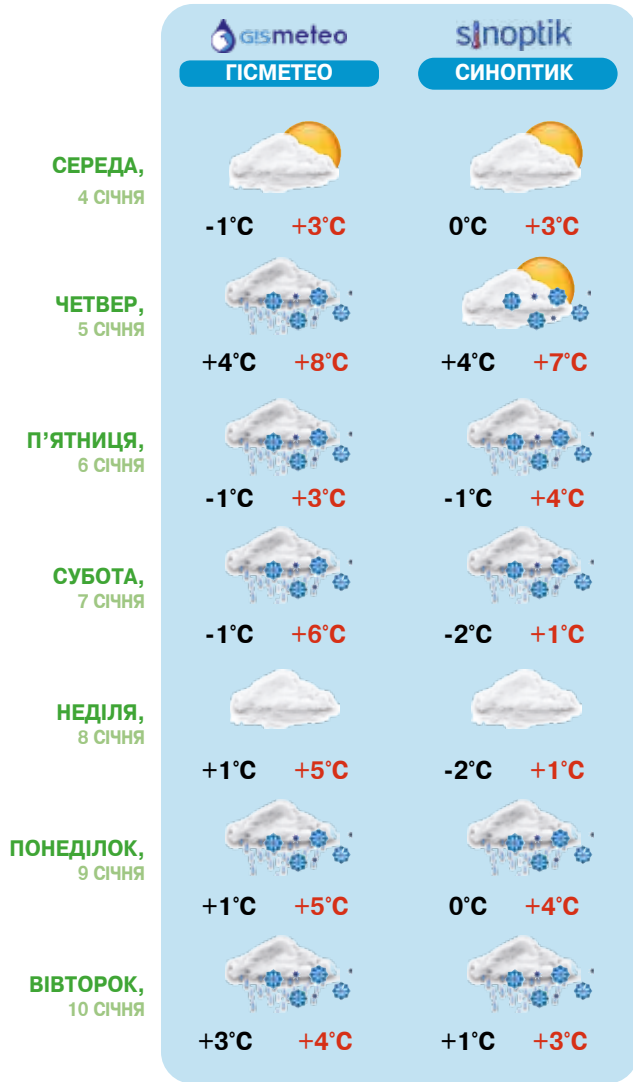 GISmeteo sinoptik
ГІСМЕТЕО СИНОПТИК
СЕРЕДА,
4 СІЧНЯ
-1°C +3°C 0°C +3°C
ЧЕТВЕР,
5 СІЧНЯ
+4°C +8°C +4°C +7°C
П’ЯТНИЦЯ,
6 СІЧНЯ
-1°C +3°C -1°C +4°C
СУБОТА,
7 СІЧНЯ
-1°C +6°C -2°C +1°C
НЕДІЛЯ,
8 СІЧНЯ
+1°C +5°C -2°C +1°C
ПОНЕДІЛОК,
9 СІЧНЯ
+1°C +5°C 0°C +4°C
ВІВТОРОК,
10 СІЧНЯ
+3°C +4°C +1°C +3°C